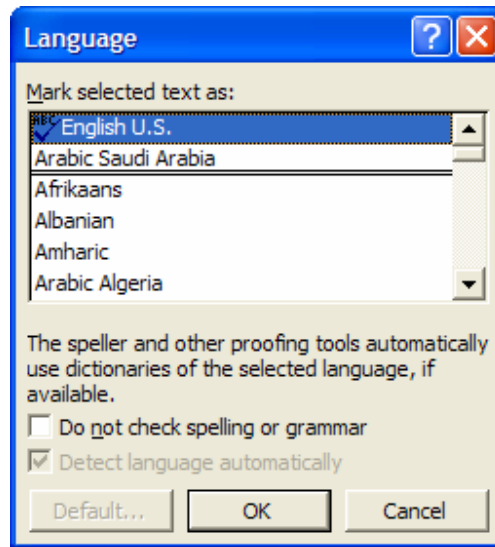 Language
Mark selected text as:
ABC English U.S.
Arabic Saudi Arabia
Afrikaans
Albanian
Amharic
Arabic Algeria
The speller and other proofing tools automatically
use dictionaries of the selected language, if
available.
Do not check spelling or grammar
Detect language automatically
Default... OK Cancel